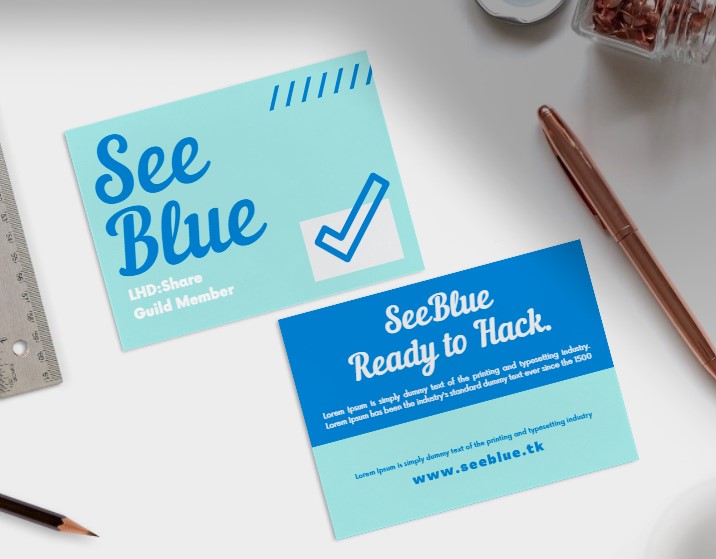 See
Blue
LHD:Share
Guild Member
SeeBlue
Ready to Hack.
Lorem Ipsum is simply dummy text of the printing and typesetting industry.
Lorem Ipsum has been the industry's standard dummy text ever since the 1500
Lorem Ipsum is simply dummy text of the printing and typesetting industry
www.seeblue.tk